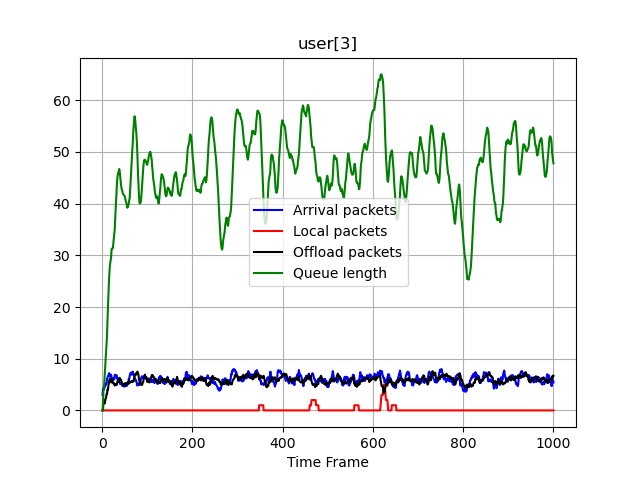 user[3]
60
50
40
30
20
10
0
Arrival packets
Local packets
Offload packets
Queue length
0 200 400 600 800 1000
Time Frame